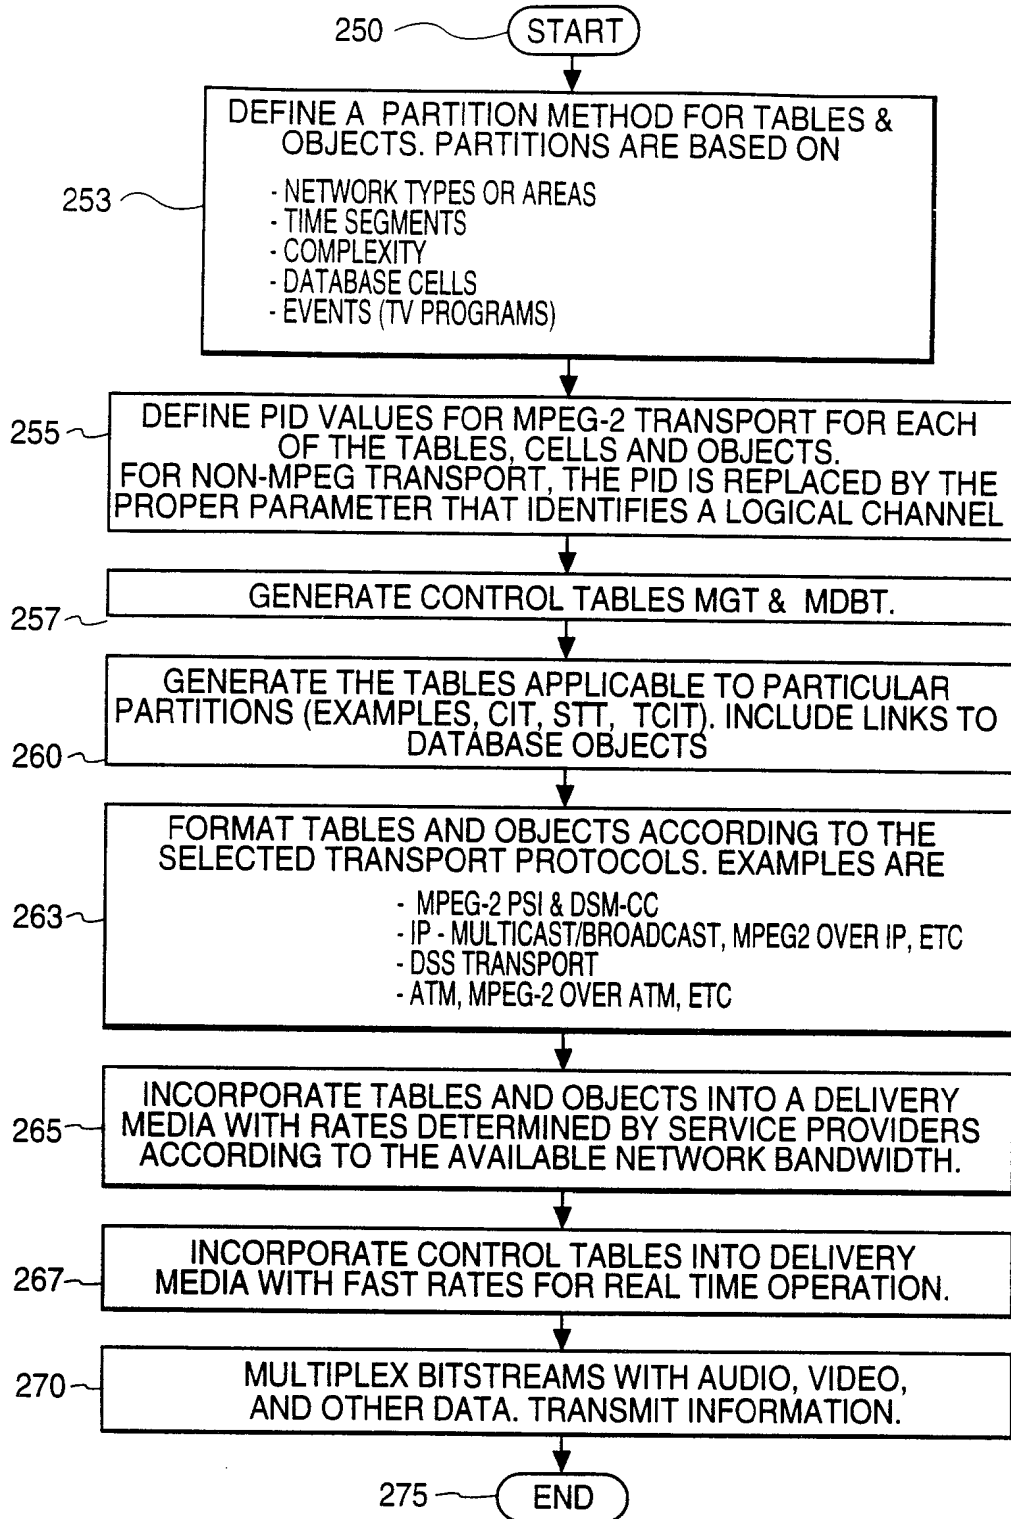 250
START
DEFINE A PARTITION METHOD FOR TABLES &
OBJECTS. PARTITIONS ARE BASED ON
253
- NETWORK TYPES OR AREAS
- TIME SEGMENTS
- COMPLEXITY
- DATABASE CELLS
- EVENTS (TV PROGRAMS)
255
DEFINE PID VALUES FOR MPEG-2 TRANSPORT FOR EACH
OF THE TABLES, CELLS AND OBJECTS.
FOR NON-MPEG TRANSPORT, THE PID IS REPLACED BY THE
PROPER PARAMETER THAT IDENTIFIES A LOGICAL CHANNEL
257
GENERATE CONTROL TABLES MGT & MDBT.
GENERATE THE TABLES APPLICABLE TO PARTICULAR
PARTITIONS (EXAMPLES, CIT, STT, TCIT). INCLUDE LINKS TO
DATABASE OBJECTS
260
FORMAT TABLES AND OBJECTS ACCORDING TO THE
SELECTED TRANSPORT PROTOCOLS. EXAMPLES ARE
263
- MPEG-2 PSI & DSM-CC
- IP - MULTICAST/BROADCAST, MPEG2 OVER IP, ETC
- DSS TRANSPORT
- ATM, MPEG-2 OVER ATM, ETC
265
INCORPORATE TABLES AND OBJECTS INTO A DELIVERY
MEDIA WITH RATES DETERMINED BY SERVICE PROVIDERS
ACCORDING TO THE AVAILABLE NETWORK BANDWIDTH.
267
INCORPORATE CONTROL TABLES INTO DELIVERY
MEDIA WITH FAST RATES FOR REAL TIME OPERATION.
270
MULTIPLEX BITSTREAMS WITH AUDIO, VIDEO,
AND OTHER DATA. TRANSMIT INFORMATION.
275
END